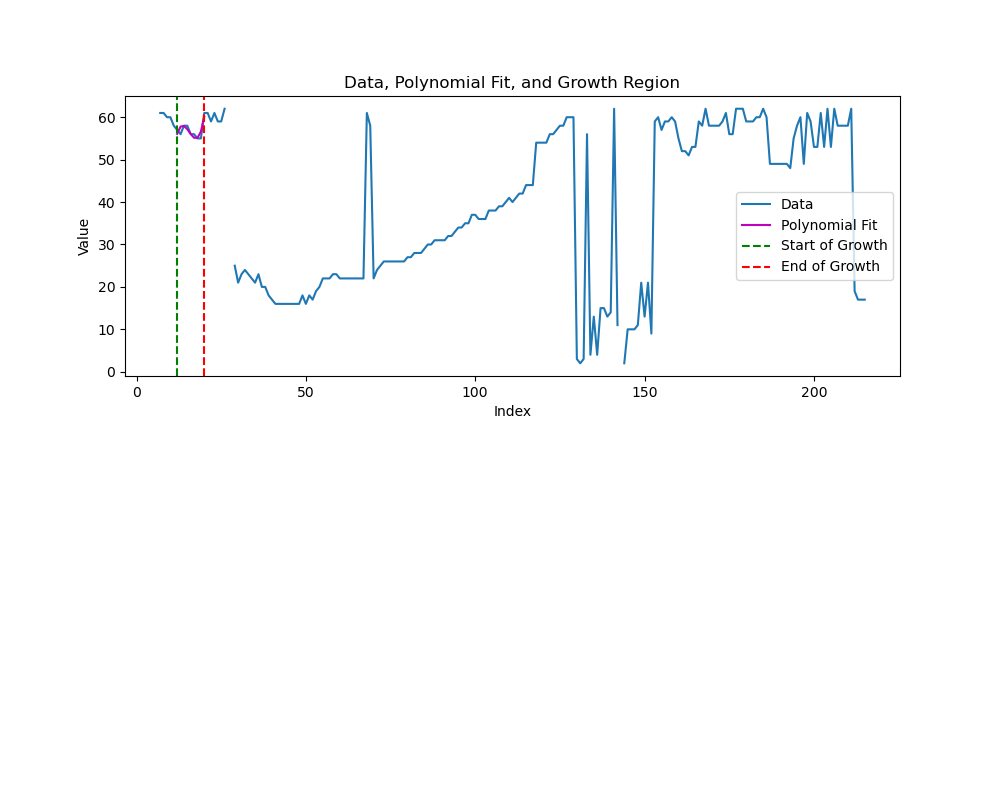 Data, Polynomial Fit, and Growth Region
60
50
40
30
20
10
0
Value
Data
Polynomial Fit
Start of Growth
End of Growth
0 50 100 150 200
Index